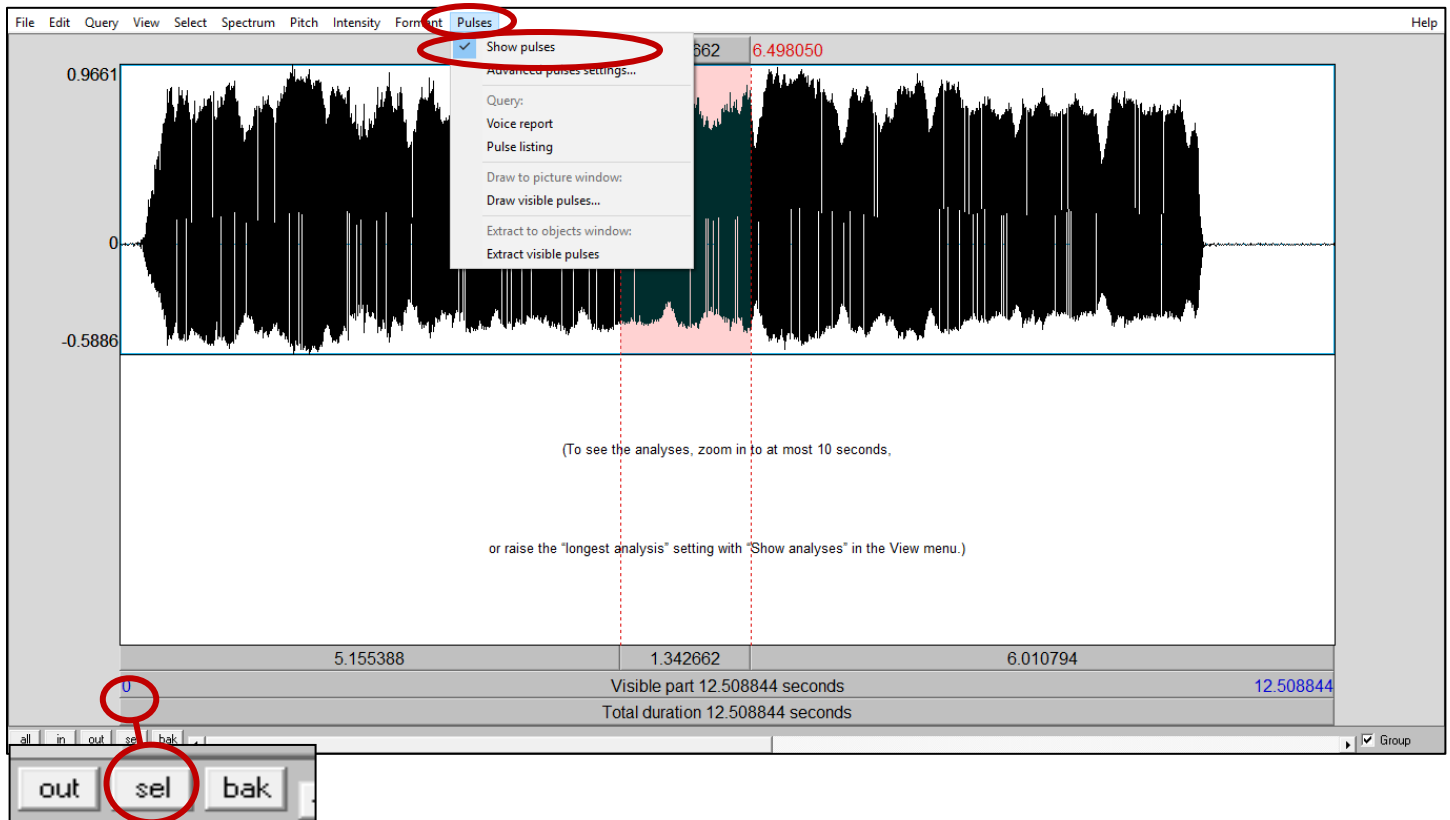 File Edit Query View Select Spectrum Pitch Intensity Formant Pulses Help
662 6.498050
Show pulses
Advanced pulses settings...
Query:
Voice report
Pulse listing
Draw to picture window:
Draw visible pulses...
Extract to objects window:
Extract visible pulses
0.9661
0
-0.5886
(To see the analyses, zoom in to at most 10 seconds,
or raise the “longest analysis” setting with “Show analyses” in the View menu.)
5.155388 1.342662 6.010794
0 Visible part 12.508844 seconds 12.508844
Total duration 12.508844 seconds
all in out sel bak Group
out sel bak